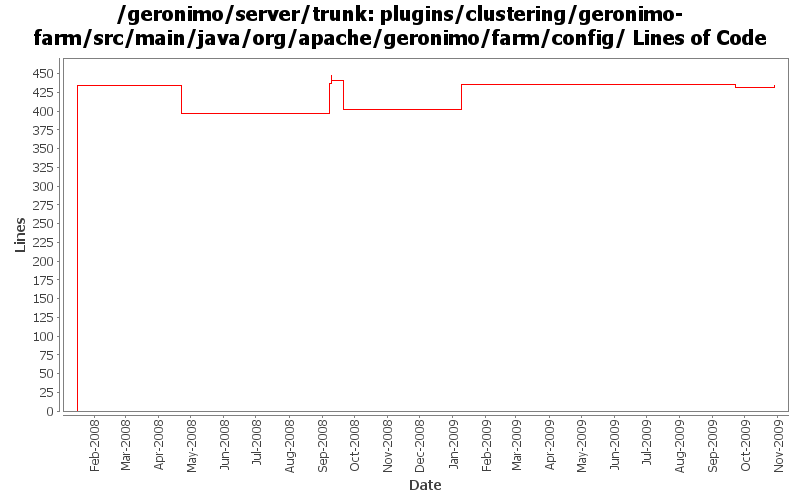 /geronimo/server/trunk: plugins/clustering/geronimo-
farm/src/main/java/org/apache/geronimo/farm/config/ Lines of Code
450
425
400
375
350
325
300
275
250
225
200
175
150
125
100
75
50
25
0
Lines
Feb-2008
Mar-2008
Apr-2008
May-2008
Jun-2008
Jul-2008
Aug-2008
Sep-2008
Oct-2008
Nov-2008
Dec-2008
Jan-2009
Feb-2009
Mar-2009
Apr-2009
May-2009
Jun-2009
Jul-2009
Aug-2009
Sep-2009
Oct-2009
Nov-2009
Date